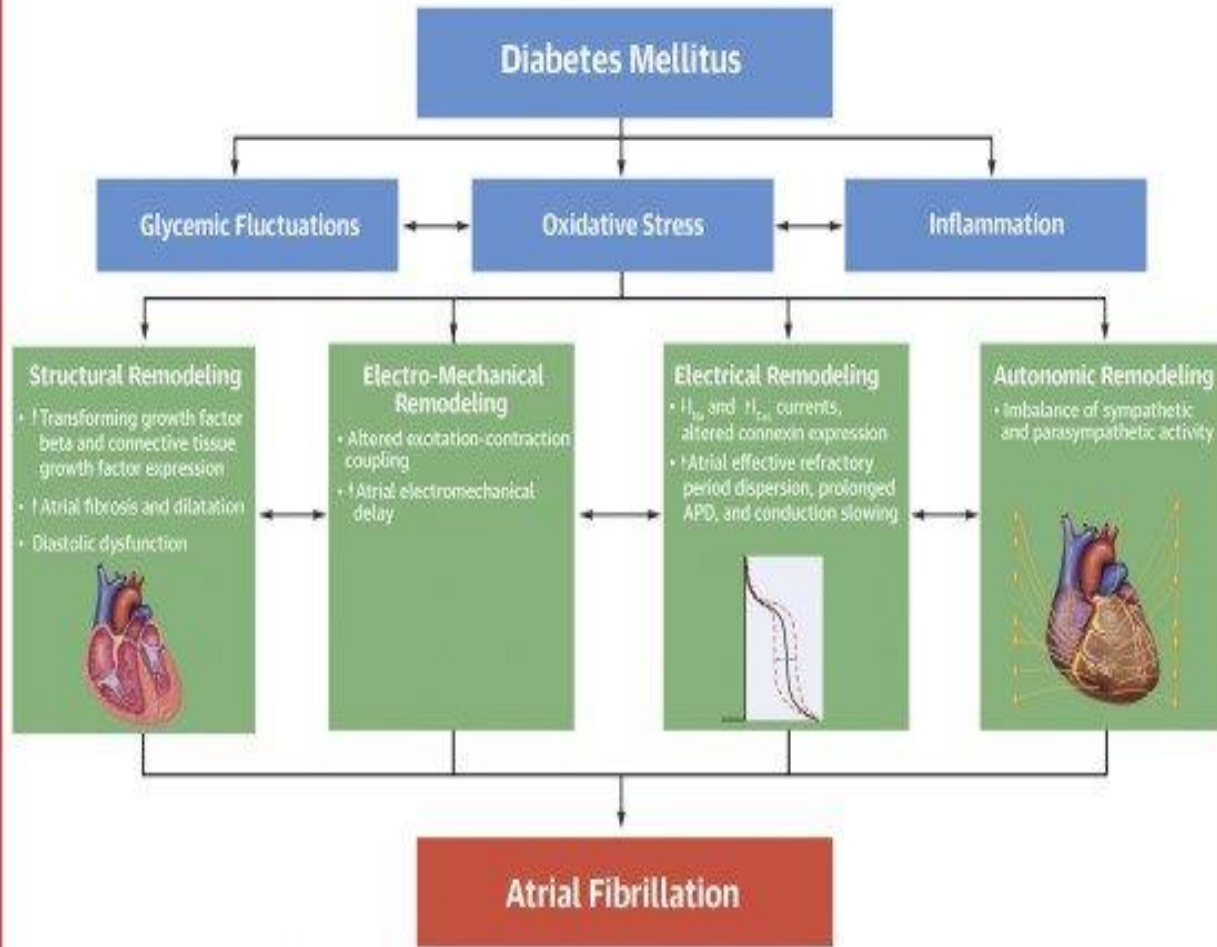 Diabetes Mellitus
Glycemic Fluctuations
Oxidative Stress
Inflammation
Structural Remodeling
• ↑Transforming growth factor
beta and connective tissue
growth factor expression
• ↑Atrial fibrosis and dilatation
• Diastolic dysfunction
Electro-Mechanical
Remodeling
• Altered excitation-contraction
coupling
• ↑Atrial electromechanical
delay
Electrical Remodeling
• and currents,
altered connexin expression
• ↑Atrial effective refractory
period dispersion, prolonged
APD, and conduction slowing
Autonomic Remodeling
• Imbalance of sympathetic
and parasympathetic activity
Atrial Fibrillation